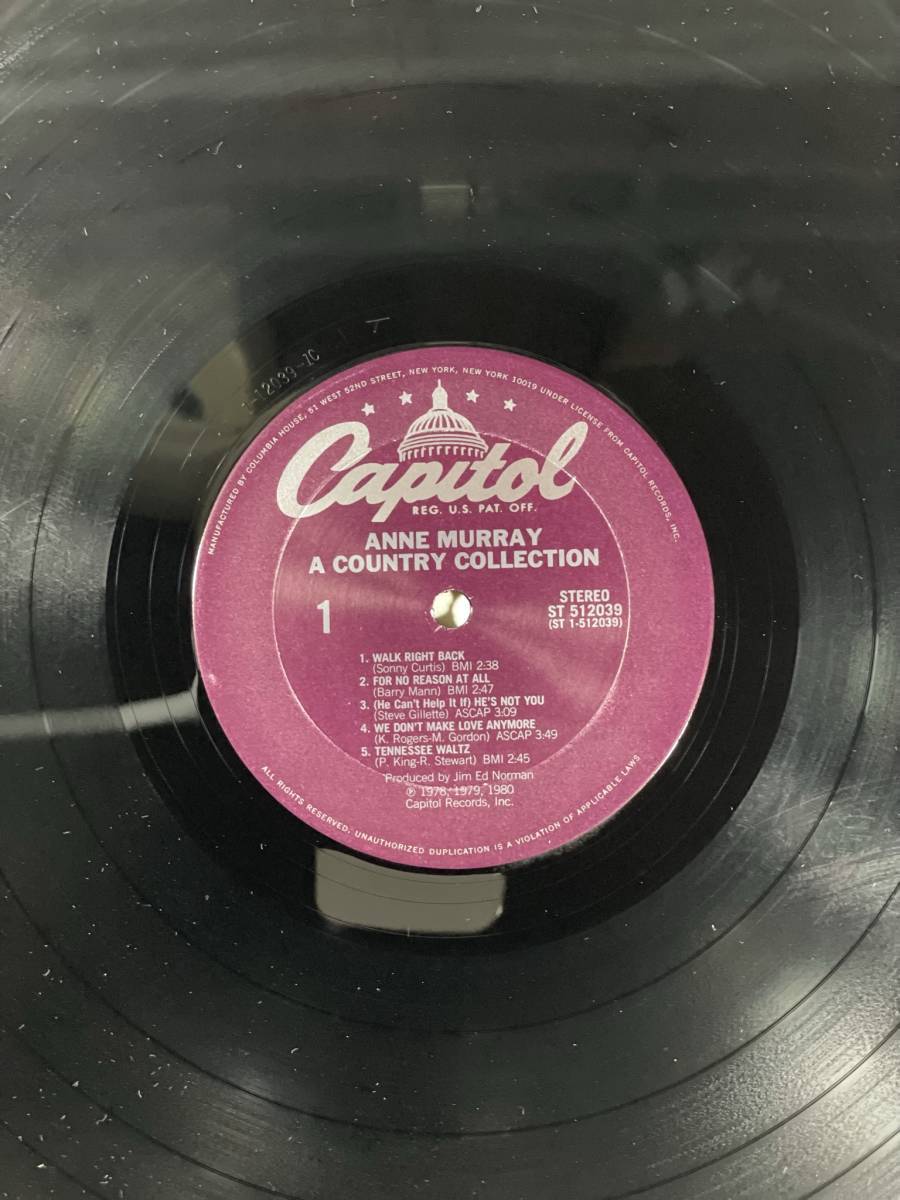 12039-ZC
MANUFACTURED BY COLUMBIA HOUSE, 51 WEST 52ND STREET, NEW YORK, NEW YORK 10019 UNDER LICENSE FROM CAPITOL RECORDS, INC.
Capitol
REG. U.S. PAT. OFF.
ANNE MURRAY
A COUNTRY COLLECTION
1
STEREO
ST 512039
(ST 1-512039)
1. WALK RIGHT BACK
(Sonny Curtis) BMI 2:38
2. FOR NO REASON AT ALL
(Barry Mann) BMI 2:47
3. (He Can't Help It If) HE'S NOT YOU
(Steve Gillette) ASCAP 3:09
4. WE DON'T MAKE LOVE ANYMORE
(K. Rogers-M. Gordon) ASCAP 3:49
5. TENNESSEE WALTZ
(P. King-R. Stewart) BMI 2:45
Produced by Jim Ed Norman
℗ 1978, 1979, 1980
Capitol Records, Inc.
ALL RIGHTS RESERVED. UNAUTHORIZED DUPLICATION IS A VIOLATION OF APPLICABLE LAWS